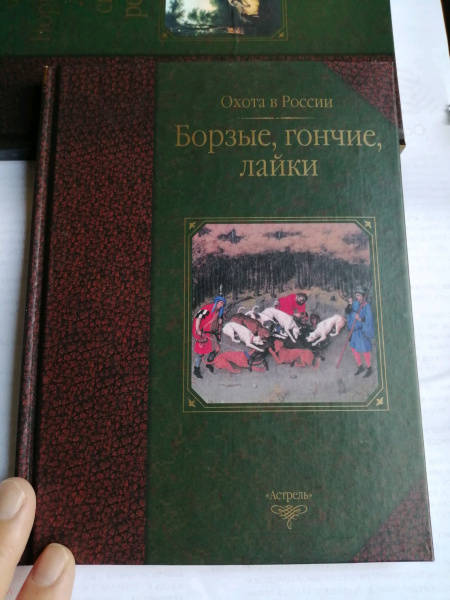 Охота в России
Борзые, гончие,
лайки
«Астрель»